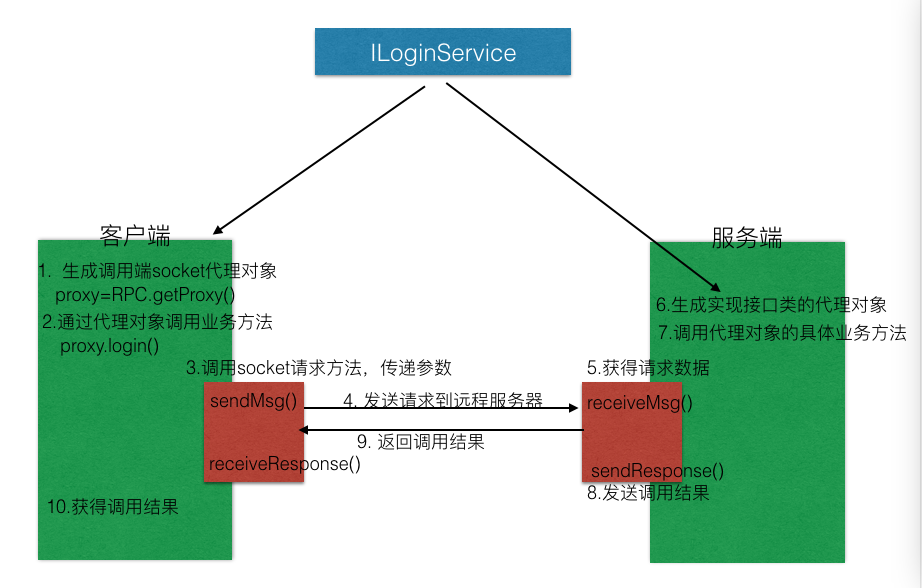 ILoginService
客户端
服务端
1. 生成调用端socket代理对象
proxy=RPC.getProxy()
2.通过代理对象调用业务方法
proxy.login()
6.生成实现接口类的代理对象
7.调用代理对象的具体业务方法
3.调用socket请求方法，传递参数
5.获得请求数据
sendMsg()
4. 发送请求到远程服务器
receiveMsg()
9. 返回调用结果
receiveResponse()
sendResponse()
8.发送调用结果
10.获得调用结果